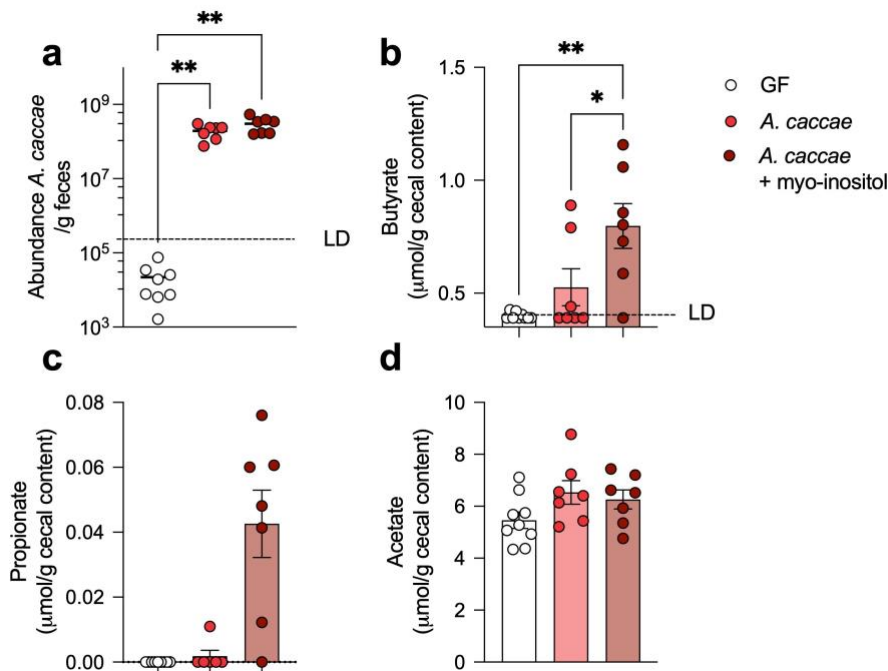 **
a
**
10⁹
10⁷
10⁵
10³
Abundance A. caccae
/g feces
LD
b
**
*
1.5
1.0
0.5
Butyrate
(μmol/g cecal content)
LD
GF
A. caccae
A. caccae
+ myo-inositol
c
0.08
0.06
0.04
0.02
0.00
Propionate
(μmol/g cecal content)
d
10
8
6
4
2
0
Acetate
(μmol/g cecal content)